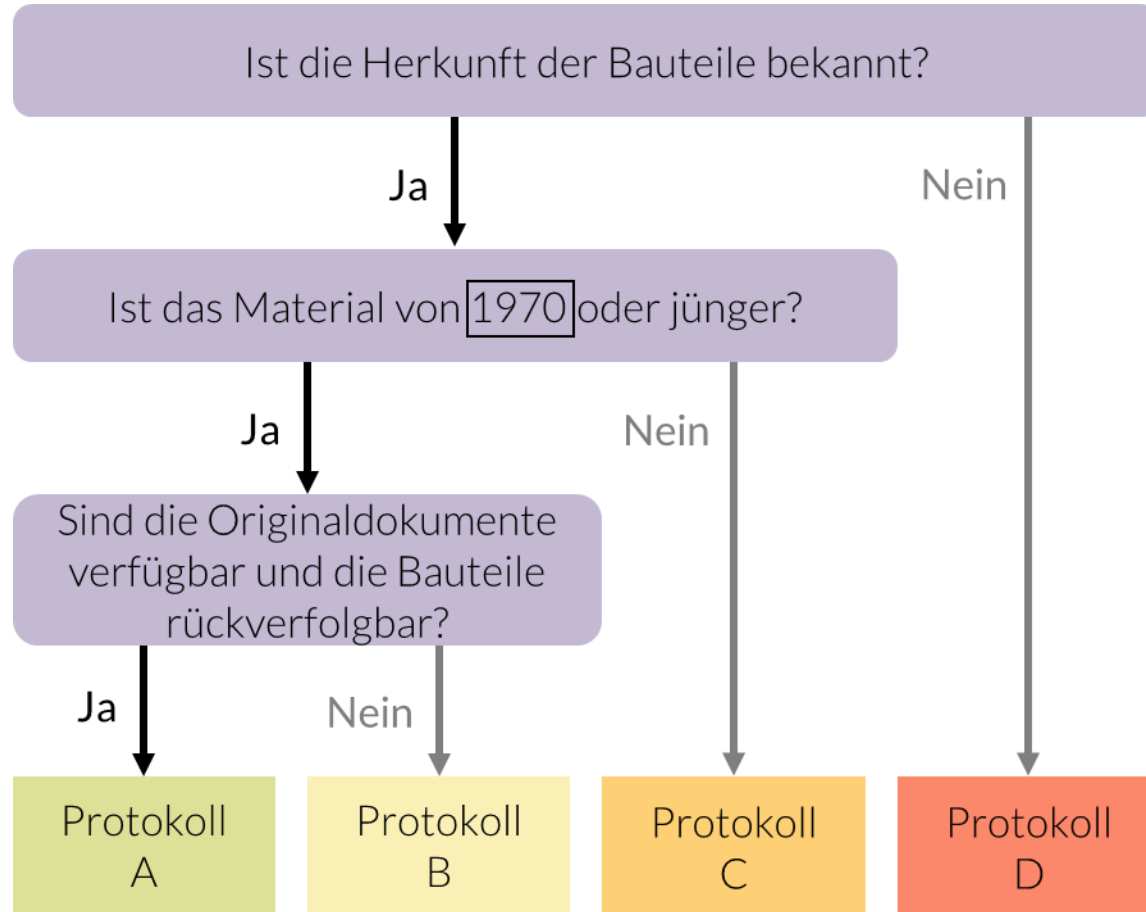 Ist die Herkunft der Bauteile bekannt?
Ja
Nein
Ist das Material von 1970 oder jünger?
Ja
Nein
Sind die Originaldokumente
verfügbar und die Bauteile
rückverfolgbar?
Ja
Nein
Protokoll
A
Protokoll
B
Protokoll
C
Protokoll
D